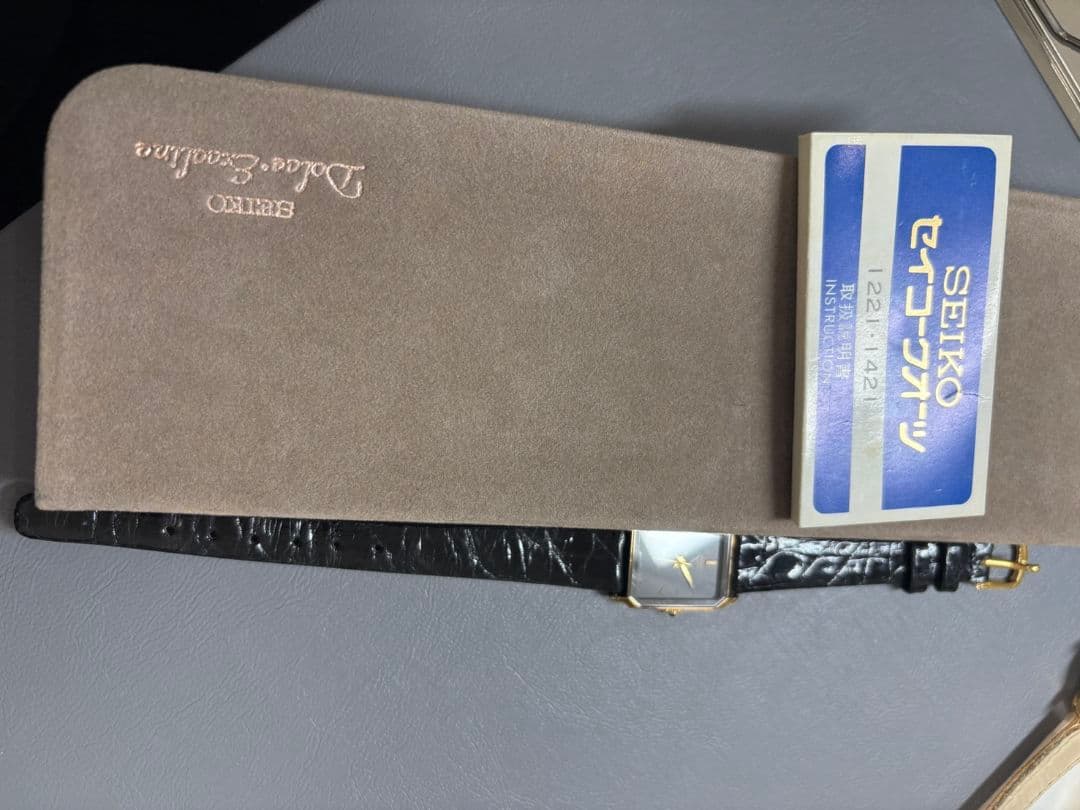 Dolce・Exceline
SEIKO
SEIKO
セイコークオーツ
1221・1421
取扱説明書
INSTRUCTION